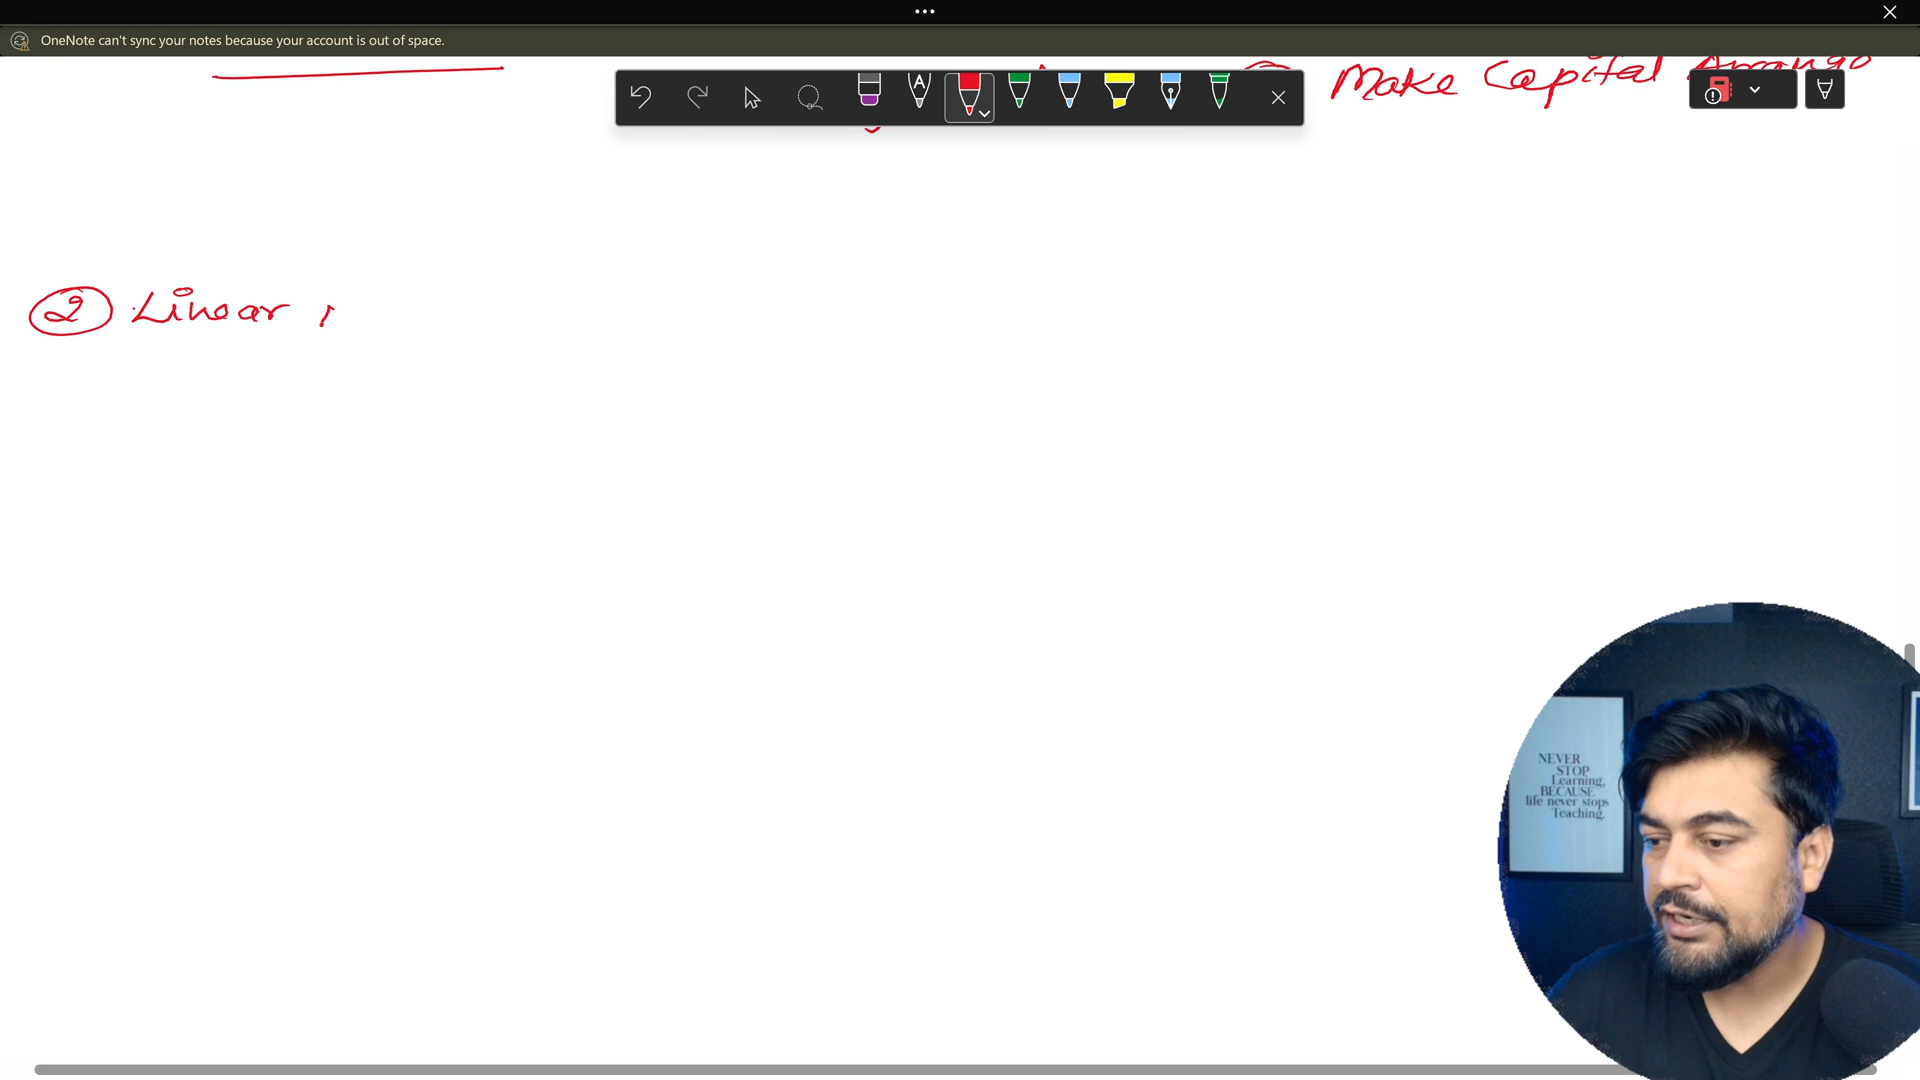 OneNote can't sync your notes because your account is out of space.
Make Capital
A
② Linear
NEVER
STOP
Learning,
BECAUSE
life never stops
Teaching.